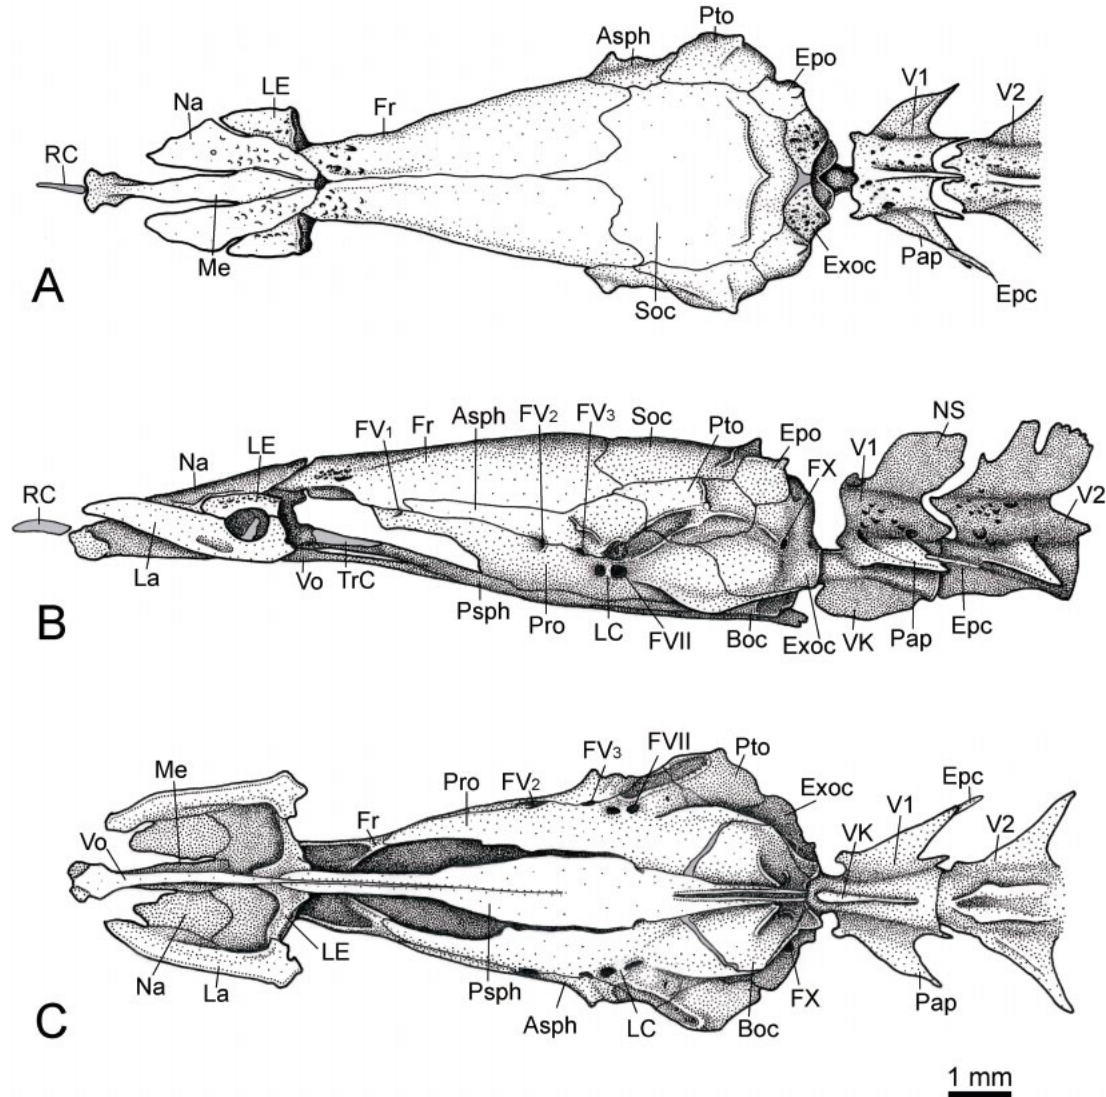 Pto
Asph
Epo
LE
Na
Fr
V1
V2
RC
Me
Exoc
Pap
Epc
Soc
A
NS
FV1 Fr Asph FV2 FV3 Soc Pto
Epo
V1
FX
Na LE
RC
V2
La Vo TrC
Psph Pro LC FVII Boc Exoc VK Pap Epc
B
Me
Pro FV2 FV3 FVII Pto
Exoc
Epc
V1
V2
Vo
Fr
VK
Na La LE
Psph Asph LC Boc FX Pap
C
1 mm